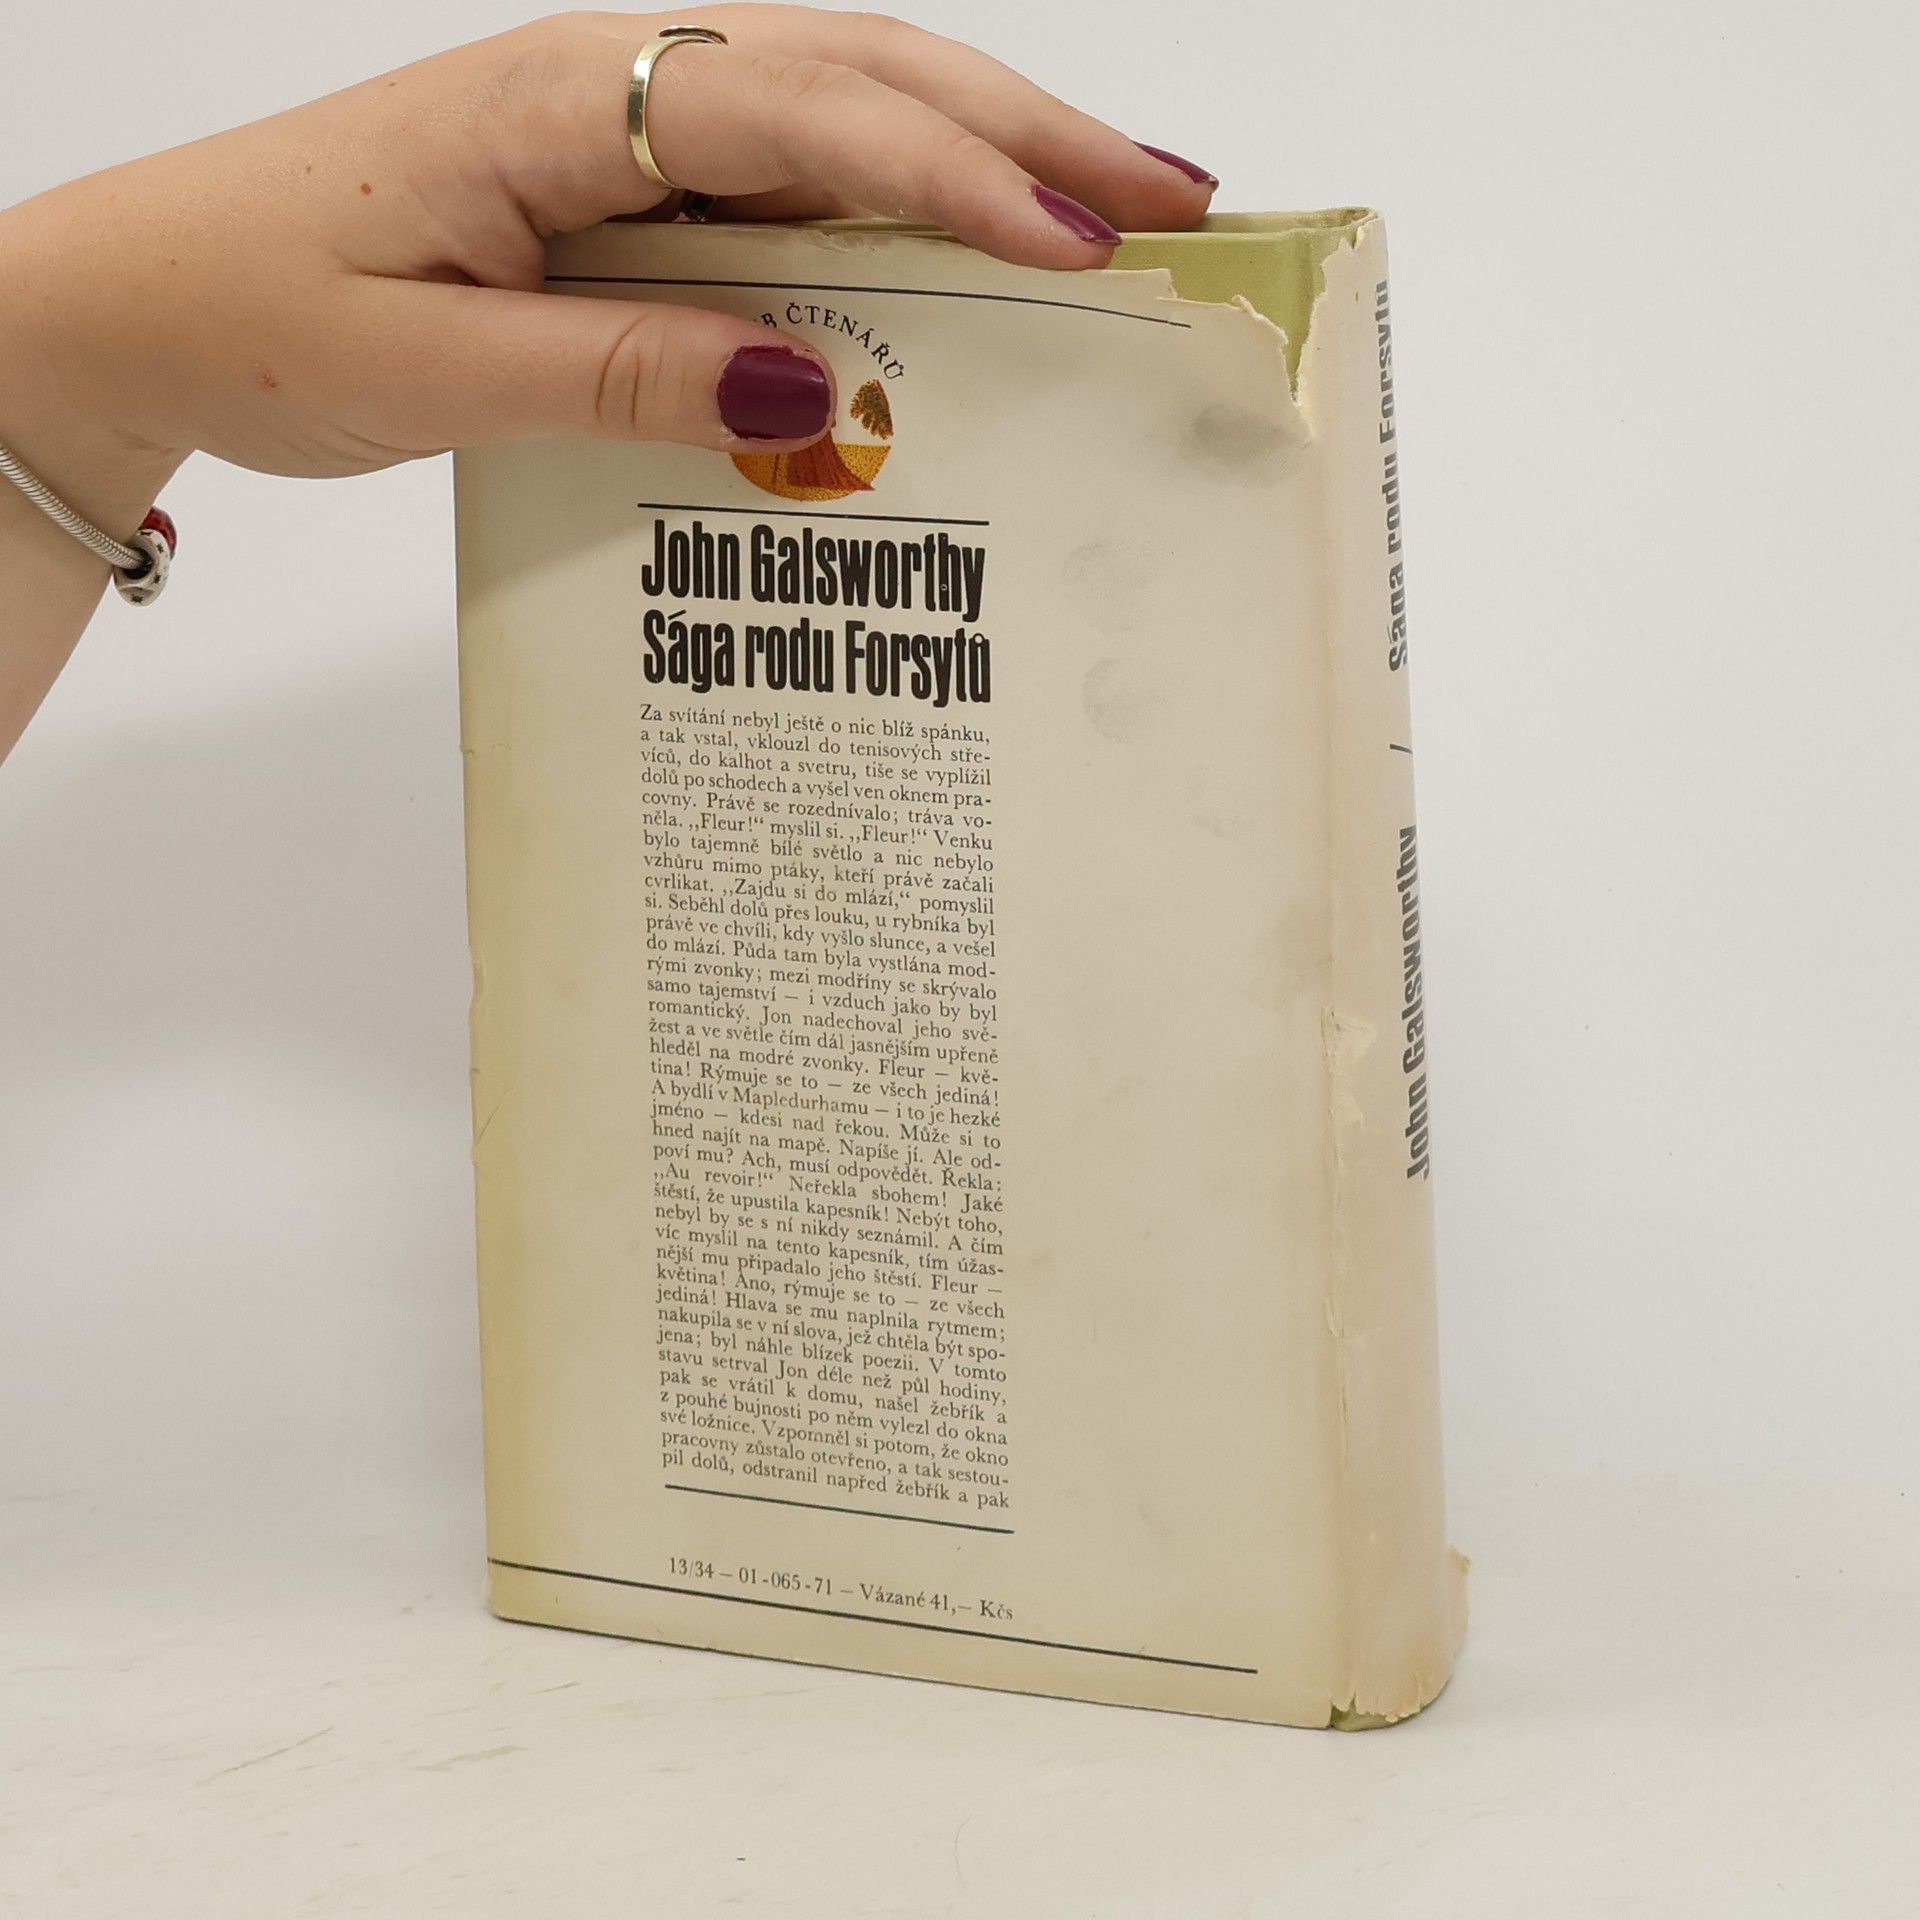 ČTENÁŘŮ
John Galsworthy
Sága rodu Forsytů
Za svítání nebyl ještě o nic blíž spánku,
a tak vstal, vklouzl do tenisových stře-
víců, do kalhot a svetru, tiše se vyplížil
dolů po schodech a vyšel ven oknem pra-
covny. Právě se rozednívalo; tráva vo-
něla. „Fleur!“ myslil si. „Fleur!“ Venku
bylo tajemně bílé světlo a nic nebylo
vzhůru mimo ptáky, kteří právě začali
cvrlikat. „Zajdu si do mlází,“ pomyslil
si. Seběhl dolů přes louku, u rybníka byl
právě ve chvíli, kdy vyšlo slunce, a vešel
do mlází. Půda tam byla vystlána mod-
rými zvonky; mezi modříny se skrývalo
samo tajemství — i vzduch jako by byl
romantický. Jon nadechoval jeho svě-
žest a ve světle čím dál jasnějším upřeně
hleděl na modré zvonky. Fleur — kvě-
tina! Rýmuje se to — ze všech jediná!
A bydlí v Mapledurhamu — i to je hezké
jméno — kdesi nad řekou. Může si to
hned najít na mapě. Napíše jí. Ale od-
poví mu? Ach, musí odpovědět. Řekla:
„Au revoir!“ Neřekla sbohem! Jaké
štěstí, že upustila kapesník! Nebýt toho,
nebyl by se s ní nikdy seznámil. A čím
víc myslil na tento kapesník, tím úžas-
nější mu připadalo jeho štěstí. Fleur —
květina! Ano, rýmuje se to — ze všech
jediná! Hlava se mu naplnila rytmem;
nakupila se v ní slova, jež chtěla být spo-
jena; byl náhle blízek poezii. V tomto
stavu setrval Jon déle než půl hodiny,
pak se vrátil k domu, našel žebřík a
z pouhé bujnosti po něm vylezl do okna
své ložnice. Vzpomněl si potom, že okno
pracovny zůstalo otevřeno, a tak sestou-
pil dolů, odstranil napřed žebřík a pak
13/34 — 01-065-71 — Vázané 41,— Kčs
John Galsworthy / Sága rodu Forsytů